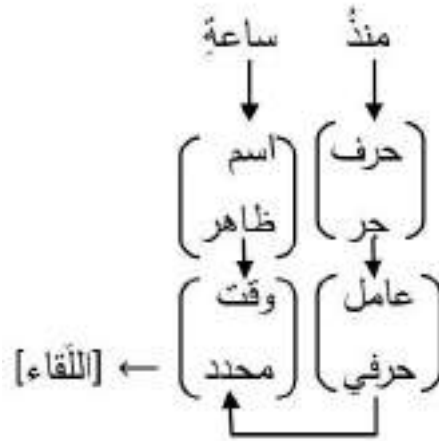 منذُ ساعةِ
حرف اسم
جر ظاهر
عامل وقت
حرفي محدد ← [اللّقاء]